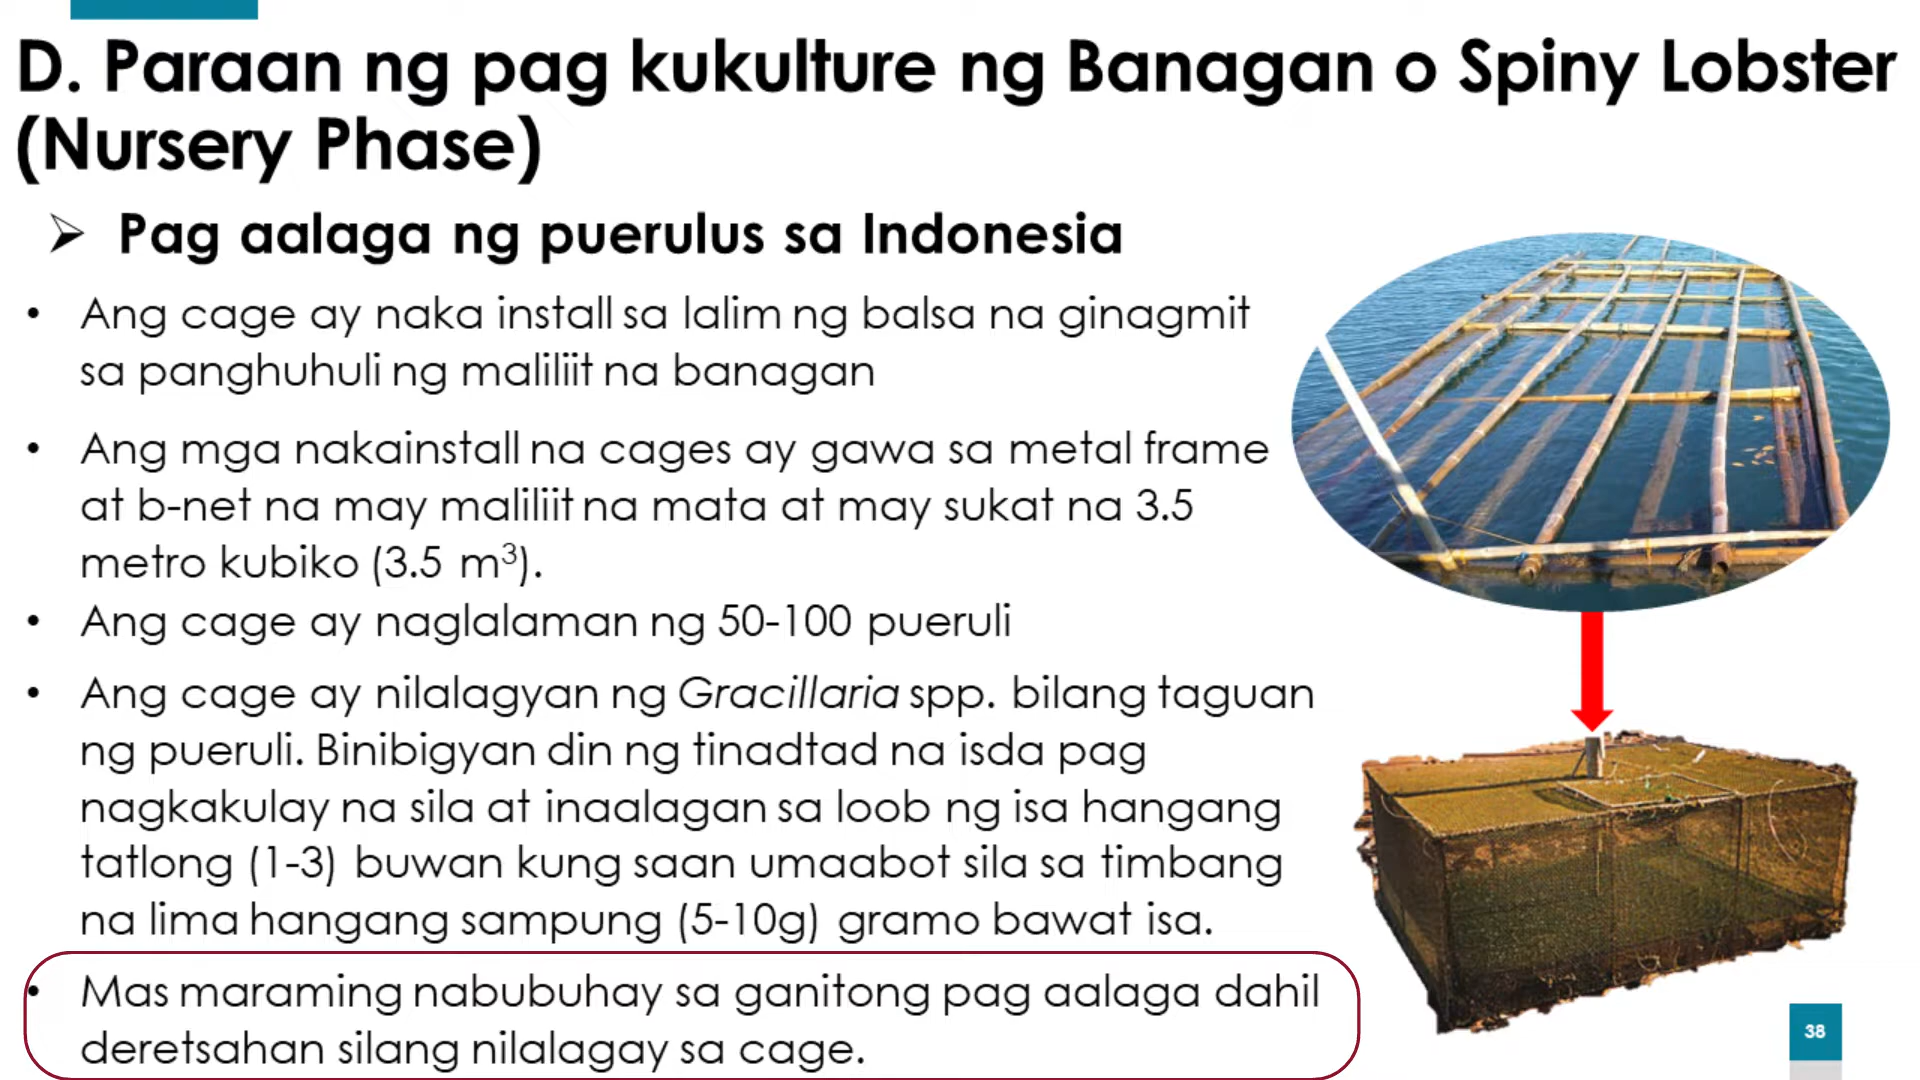 D. Paraan ng pag kukulture ng Banagan o Spiny Lobster
(Nursery Phase)
➢ Pag aalaga ng puerulus sa Indonesia
• Ang cage ay naka install sa lalim ng balsa na ginagmit
sa panghuhuli ng maliliit na banagan
• Ang mga nakainstall na cages ay gawa sa metal frame
at b-net na may maliliit na mata at may sukat na 3.5
metro kubiko (3.5 m³).
• Ang cage ay naglalaman ng 50-100 pueruli
• Ang cage ay nilalagyan ng Gracillaria spp. bilang taguan
ng pueruli. Binibigyan din ng tinadtad na isda pag
nagkakulay na sila at inaalagan sa loob ng isa hangang
tatlong (1-3) buwan kung saan umaabot sila sa timbang
na lima hangang sampung (5-10g) gramo bawat isa.
• Mas maraming nabubuhay sa ganitong pag aalaga dahil
deretsahan silang nilalagay sa cage.
38